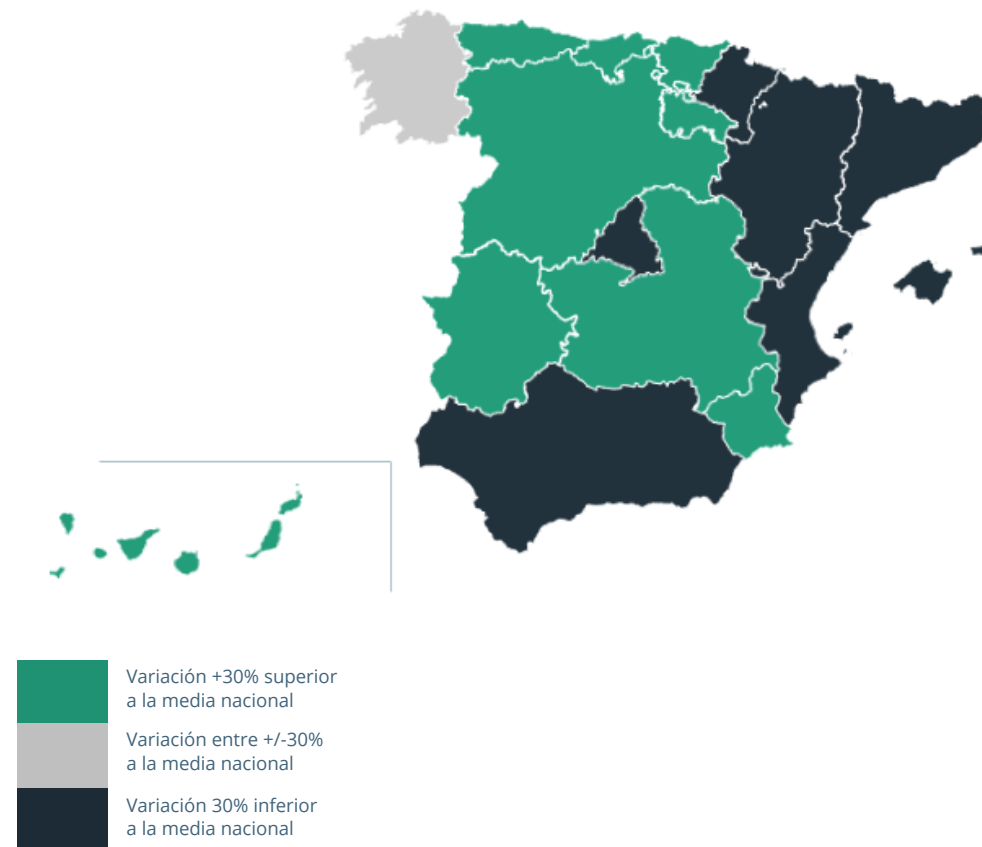 Variación +30% superior
a la media nacional
Variación entre +/-30%
a la media nacional
Variación 30% inferior
a la media nacional